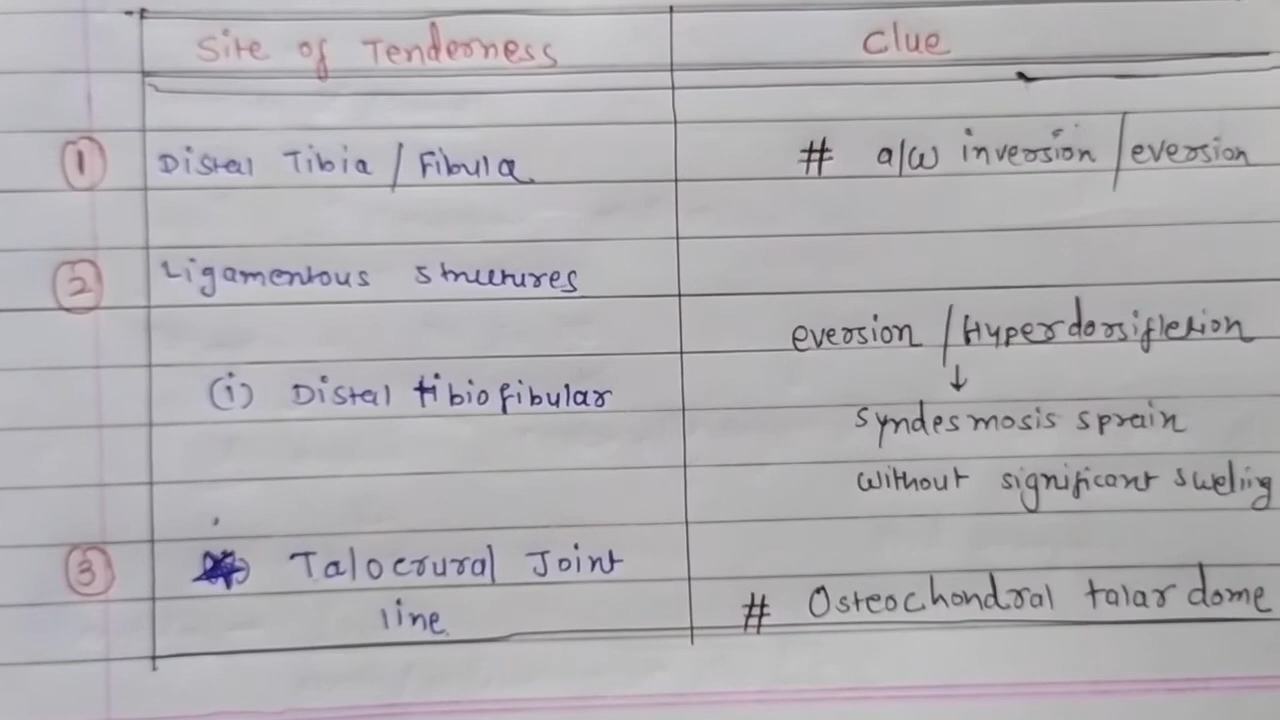 Site of Tenderness Clue
① Distal Tibia / Fibula # a/w inversion / eversion
② Ligamentous structures
eversion / Hyperdorsiflexion
↓
(i) Distal tibiofibular
syndesmosis sprain
without significant sweling
③ Talocrural Joint
line # Osteochondral talar dome